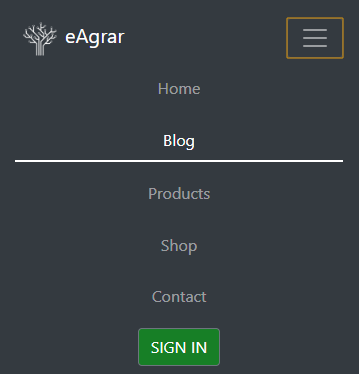 eAgrar
Home
Blog
Products
Shop
Contact
SIGN IN